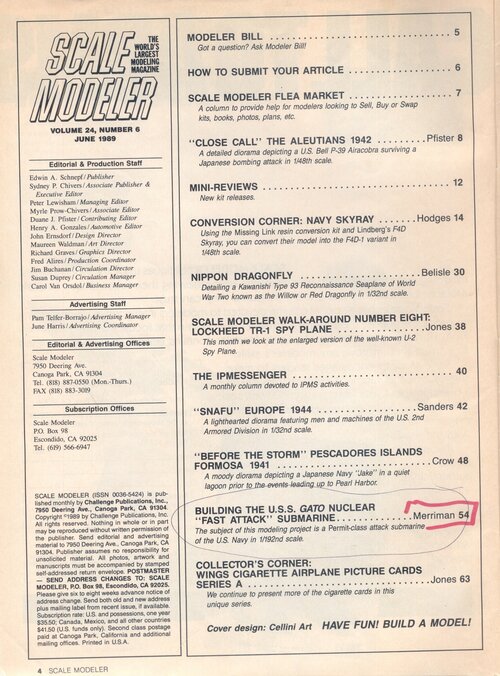 SCALE
MODELER
THE
WORLD'S
LARGEST
MODELING
MAGAZINE
VOLUME 24, NUMBER 6
JUNE 1989
Editorial & Production Staff
Edwin A. Schnepf/Publisher
Sydney P. Chivers/Associate Publisher &
Executive Editor
Peter Lewisham/Managing Editor
Myrle Prow-Chivers/Associate Editor
Duane J. Pfister/Contributing Editor
Henry A. Gonzales/Automotive Editor
John Ernsdorf/Design Director
Maureen Waldman/Art Director
Richard Graves/Graphics Director
Fred Alires/Production Coordinator
Jim Buchanan/Circulation Director
Susan Duprey/Circulation Manager
Carol Van Orsdol/Business Manager
Advertising Staff
Pam Telfer-Borrajo/Advertising Manager
June Harris/Advertising Coordinator
Editorial & Advertising Offices
Scale Modeler
7950 Deering Ave.
Canoga Park, CA 91304
Tel. (818) 887-0550 (Mon.-Thurs.)
FAX (818) 883-3019
Subscription Offices
Scale Modeler
P.O. Box 98
Escondido, CA 92025
Tel. (619) 566-6947
SCALE MODELER (ISSN 0036-5424) is pub-
lished monthly by Challenge Publications, Inc.,
7950 Deering Ave., Canoga Park, CA 91304.
Copyright ©1989 by Challenge Publications, Inc.
All rights reserved. Nothing in whole or in part
may be reproduced without written permission of
the publisher. Send editorial and advertising
material to 7950 Deering Ave., Canoga Park, CA
91304. Publisher assumes no responsibility for
unsolicited material. All photos, artwork and
manuscripts must be accompanied by stamped
self-addressed return envelope. POSTMASTER
— SEND ADDRESS CHANGES TO: SCALE
MODELER, P.O. Box 98, Escondido, CA 92025.
Please give six to eight weeks advance notice of
address change. Send both old and new address
plus mailing label from recent issue, if available.
Subscription rate: U.S. and possessions, one year
$35.50; Canada, Mexico, and all other countries
$41.50 (U.S. funds only). Second class postage
paid at Canoga Park, California and additional
mailing offices. Printed in U.S.A.
MODELER BILL 5
Got a question? Ask Modeler Bill!
HOW TO SUBMIT YOUR ARTICLE 6
SCALE MODELER FLEA MARKET 7
A column to provide help for modelers looking to Sell, Buy or Swap
kits, books, photos, plans, etc.
"CLOSE CALL" THE ALEUTIANS 1942 Pfister 8
A detailed diorama depicting a U.S. Bell P-39 Airacobra surviving a
Japanese bombing attack in 1/48th scale.
MINI-REVIEWS 12
New kit releases.
CONVERSION CORNER: NAVY SKYRAY Hodges 14
Using the Missing Link resin conversion kit and Lindberg's F4D
Skyray, you can convert their model into the F4D-1 variant in
1/48th scale.
NIPPON DRAGONFLY Belisle 30
Detailing a Kawanishi Type 93 Reconnaissance Seaplane of World
War Two known as the Willow or Red Dragonfly in 1/32nd scale.
SCALE MODELER WALK-AROUND NUMBER EIGHT:
LOCKHEED TR-1 SPY PLANE Jones 38
This month we look at the enlarged version of the well-known U-2
Spy Plane.
THE IPMESSENGER 40
A monthly column devoted to IPMS activities.
"SNAFU" EUROPE 1944 Sanders 42
A lighthearted diorama featuring men and machines of the U.S. 2nd
Armored Division in 1/32nd scale.
"BEFORE THE STORM" PESCADORES ISLANDS
FORMOSA 1941 Crow 48
A moody diorama depicting a Japanese Navy "Jake" in a quiet
lagoon prior to the events leading up to Pearl Harbor.
BUILDING THE U.S.S. GATO NUCLEAR
"FAST ATTACK" SUBMARINE Merriman 54
The subject of this modeling project is a Permit-class attack submarine
of the US Navy in 1/192nd scale.
COLLECTOR'S CORNER:
WINGS CIGARETTE AIRPLANE PICTURE CARDS
SERIES A Jones 63
We continue to present more of the cigarette cards in this
unique series.
Cover design: Cellini Art HAVE FUN! BUILD A MODEL!
4 SCALE MODELER